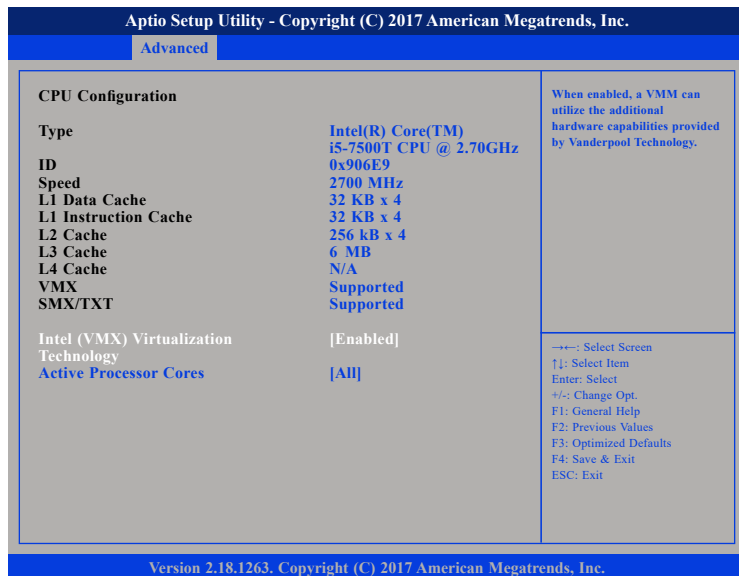 Aptio Setup Utility - Copyright (C) 2017 American Megatrends, Inc.
Advanced
CPU Configuration
Type Intel(R) Core(TM)
i5-7500T CPU @ 2.70GHz
ID 0x906E9
Speed 2700 MHz
L1 Data Cache 32 KB x 4
L1 Instruction Cache 32 KB x 4
L2 Cache 256 kB x 4
L3 Cache 6 MB
L4 Cache N/A
VMX Supported
SMX/TXT Supported
Intel (VMX) Virtualization [Enabled]
Technology
Active Processor Cores [All]
When enabled, a VMM can
utilize the additional
hardware capabilities provided
by Vanderpool Technology.
→←: Select Screen
↑↓: Select Item
Enter: Select
+/-: Change Opt.
F1: General Help
F2: Previous Values
F3: Optimized Defaults
F4: Save & Exit
ESC: Exit
Version 2.18.1263. Copyright (C) 2017 American Megatrends, Inc.